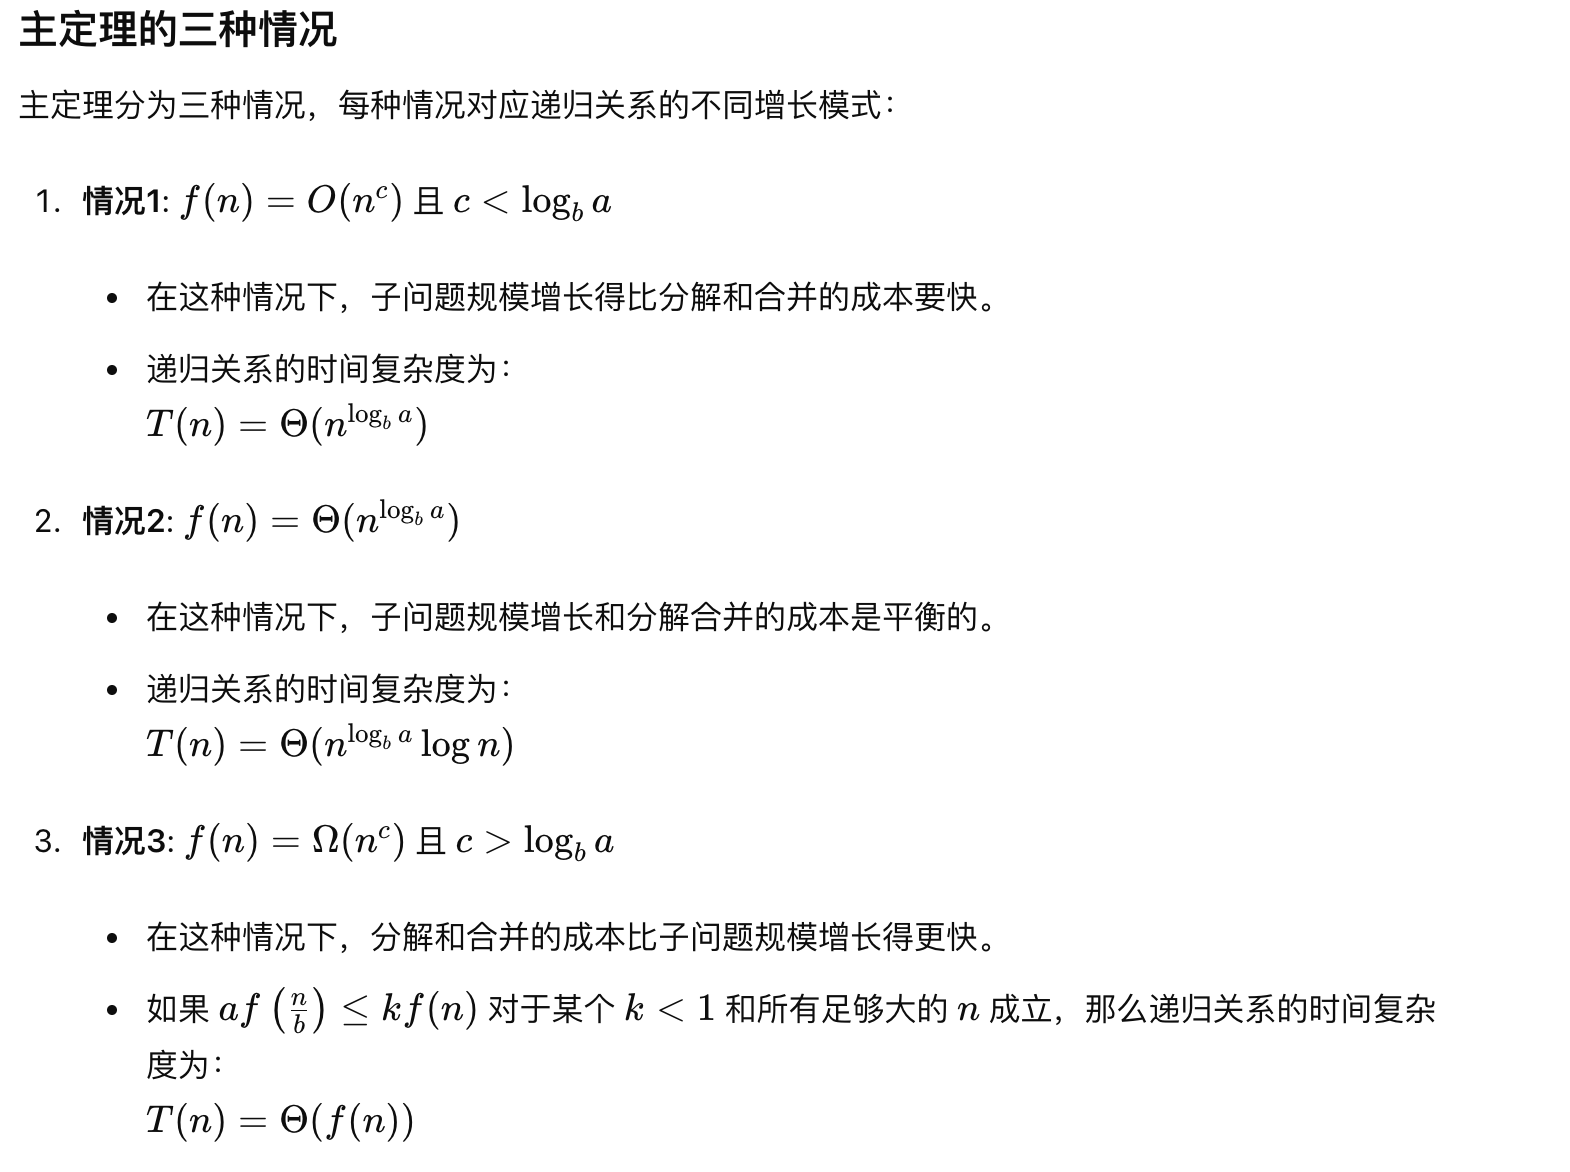 主定理的三种情况
主定理分为三种情况，每种情况对应递归关系的不同增长模式：
1. 情况1: $f(n) = O(n^c)$ 且 $c < \log_b a$
• 在这种情况下，子问题规模增长得比分解和合并的成本要快。
• 递归关系的时间复杂度为：
$T(n) = \Theta(n^{\log_b a})$
2. 情况2: $f(n) = \Theta(n^{\log_b a})$
• 在这种情况下，子问题规模增长和分解合并的成本是平衡的。
• 递归关系的时间复杂度为：
$T(n) = \Theta(n^{\log_b a} \log n)$
3. 情况3: $f(n) = \Omega(n^c)$ 且 $c > \log_b a$
• 在这种情况下，分解和合并的成本比子问题规模增长得更快。
• 如果 $af\left(\frac{n}{b}\right) \leq kf(n)$ 对于某个 $k < 1$ 和所有足够大的 $n$ 成立，那么递归关系的时间复杂
度为：
$T(n) = \Theta(f(n))$